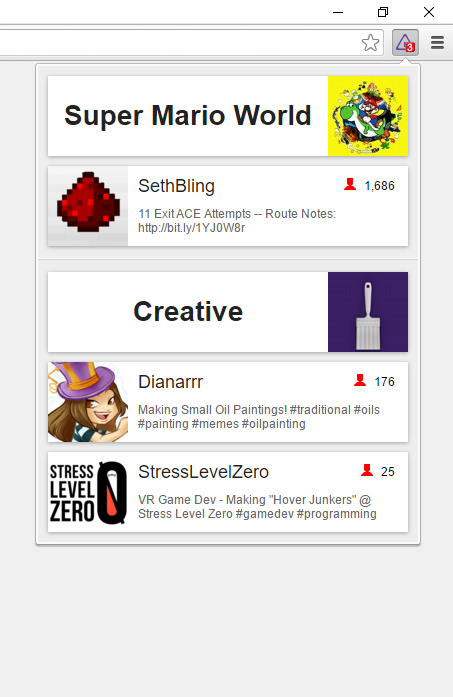 3
Super Mario World
SethBling
1,686
11 Exit ACE Attempts -- Route Notes:
http://bit.ly/1YJ0W8r
Creative
Dianarrr
176
Making Small Oil Paintings! #traditional #oils
#painting #memes #oilpainting
STRESS
LEVEL
ZERO
StressLevelZero
25
VR Game Dev - Making "Hover Junkers" @
Stress Level Zero #gamedev #programming